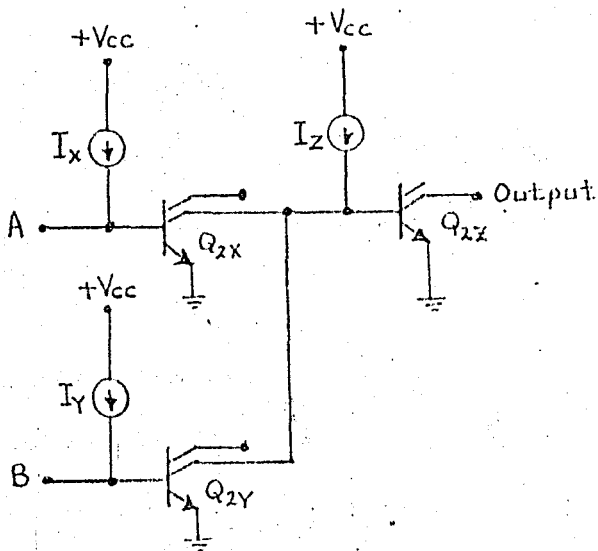 +Vcc
+Vcc
Ix
Iz
A
Q2X
Output
Q2Z
+Vcc
IY
B
Q2Y